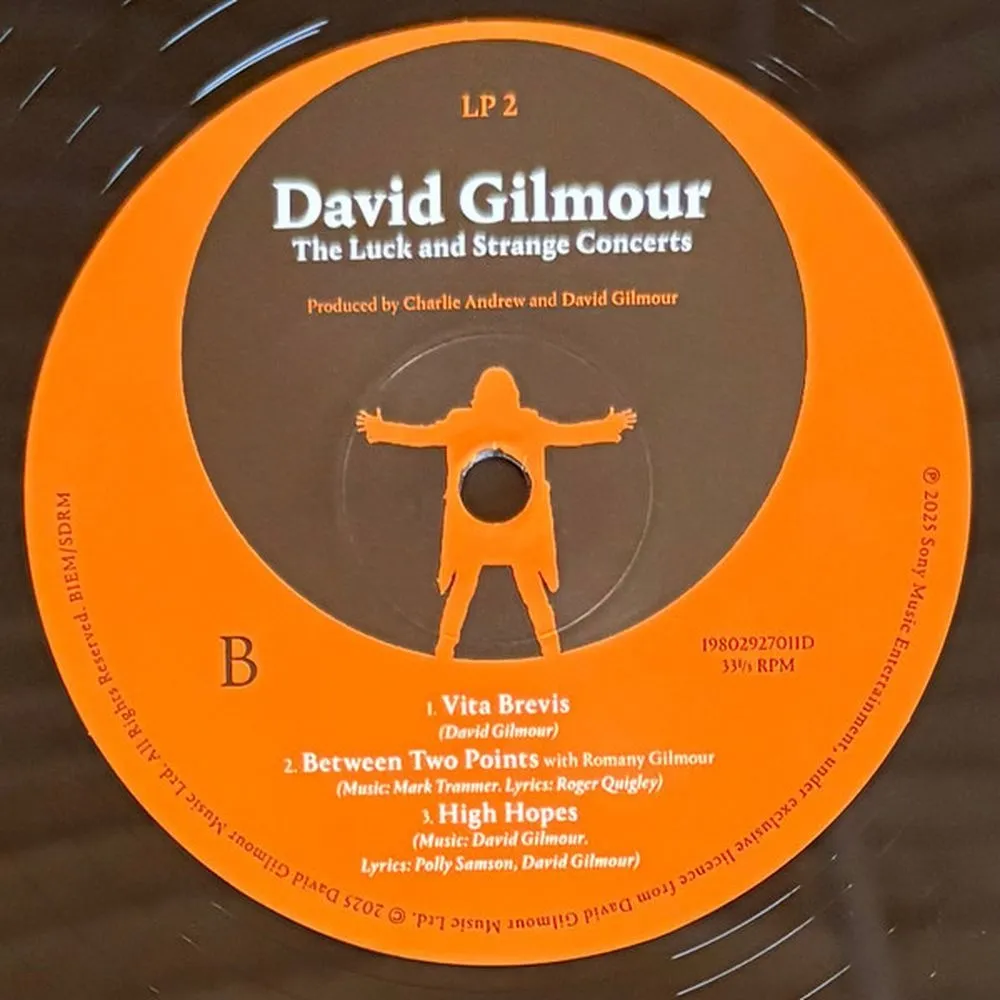 LP 2
David Gilmour
The Luck and Strange Concerts
Produced by Charlie Andrew and David Gilmour
B
19802927011D
33⅓ RPM
1. Vita Brevis
(David Gilmour)
2. Between Two Points with Romany Gilmour
(Music: Mark Tranmer. Lyrics: Roger Quigley)
3. High Hopes
(Music: David Gilmour.
Lyrics: Polly Samson, David Gilmour)
℗ 2025 Sony Music Entertainment, under exclusive licence from David Gilmour Music Ltd. © 2025 David Gilmour Music Ltd. All Rights Reserved. BIEM/SDRM